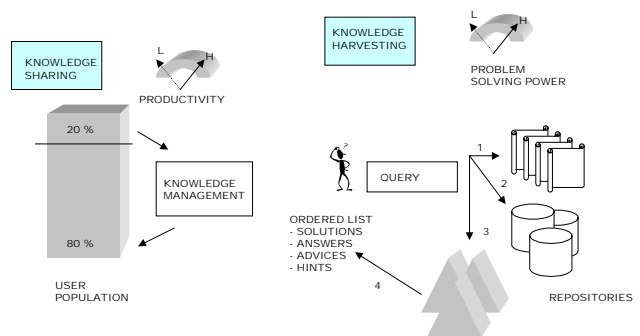 KNOWLEDGE
SHARING
L
H
PRODUCTIVITY
20 %
KNOWLEDGE
MANAGEMENT
80 %
USER
POPULATION
KNOWLEDGE
HARVESTING
L
H
PROBLEM
SOLVING POWER
?
QUERY
1
2
3
ORDERED LIST
- SOLUTIONS
- ANSWERS
- ADVICES
- HINTS
4
REPOSITORIES